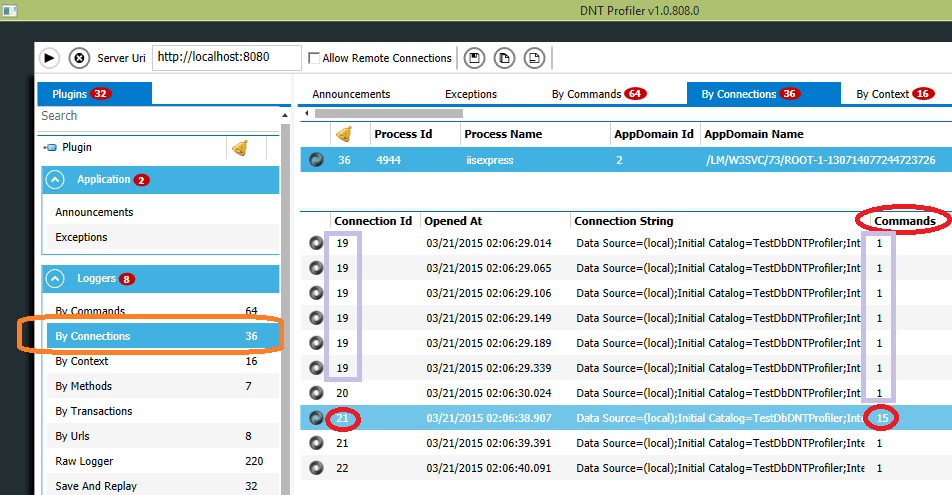 DNT Profiler v1.0.808.0
Server Uri http://localhost:8080 Allow Remote Connections
Plugins 32
Search
Plugin
Application 2
Announcements
Exceptions
Loggers 8
By Commands 64
By Connections 36
By Context 16
By Methods 7
By Transactions
By Urls 8
Raw Logger 220
Save And Replay 32
Announcements Exceptions By Commands 64 By Connections 36 By Context 16
Process Id Process Name AppDomain Id AppDomain Name
36 4944 iisexpress 2 /LM/W3SVC/73/ROOT-1-130714077244723726
Connection Id Opened At Connection String Commands
19 03/21/2015 02:06:29.014 Data Source=(local);Initial Catalog=TestDbDNTProfiler;Inte 1
19 03/21/2015 02:06:29.065 Data Source=(local);Initial Catalog=TestDbDNTProfiler;Inte 1
19 03/21/2015 02:06:29.106 Data Source=(local);Initial Catalog=TestDbDNTProfiler;Inte 1
19 03/21/2015 02:06:29.149 Data Source=(local);Initial Catalog=TestDbDNTProfiler;Inte 1
19 03/21/2015 02:06:29.189 Data Source=(local);Initial Catalog=TestDbDNTProfiler;Inte 1
19 03/21/2015 02:06:29.339 Data Source=(local);Initial Catalog=TestDbDNTProfiler;Inte 1
20 03/21/2015 02:06:30.024 Data Source=(local);Initial Catalog=TestDbDNTProfiler;Inte 1
21 03/21/2015 02:06:38.907 Data Source=(local);Initial Catalog=TestDbDNTProfiler;Inte 15
21 03/21/2015 02:06:39.391 Data Source=(local);Initial Catalog=TestDbDNTProfiler;Inte 1
22 03/21/2015 02:06:40.091 Data Source=(local);Initial Catalog=TestDbDNTProfiler;Inte 1